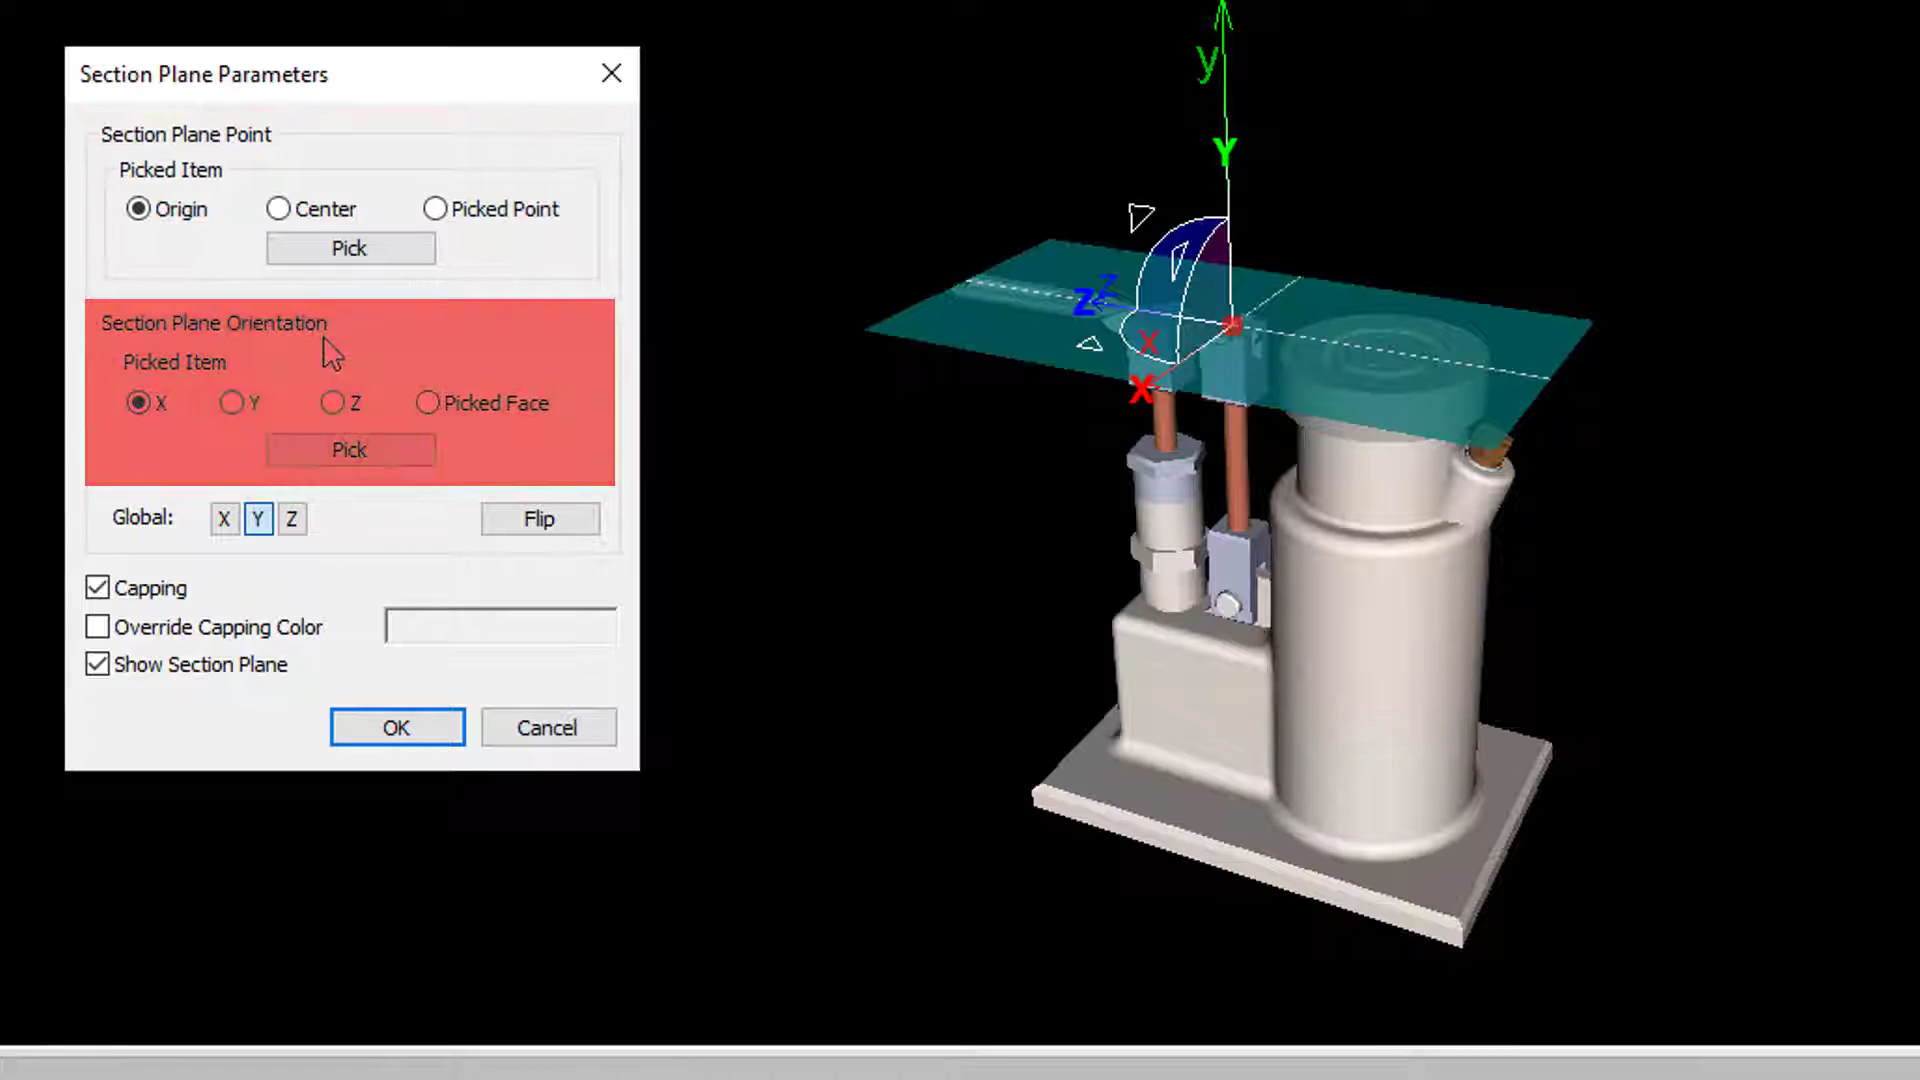 Section Plane Parameters
Section Plane Point
Picked Item
Origin Center Picked Point
Pick
Section Plane Orientation
Picked Item
X Y Z Picked Face
Pick
Global: X Y Z Flip
Capping
Override Capping Color
Show Section Plane
OK Cancel
y
Y
Z Z
X
X